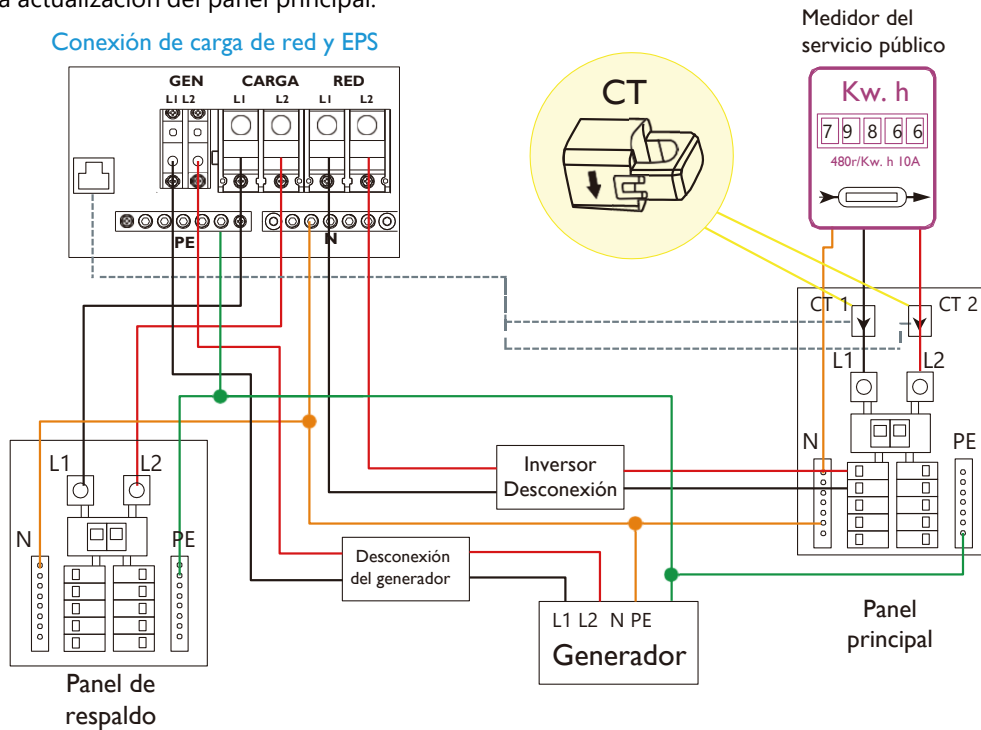 a actualización del panel principal.
Conexión de carga de red y EPS
Medidor del
servicio público
GEN CARGA RED
L1 L2 L1 L2 L1 L2
CT
Kw. h
7 9 8 6 6
480r/Kw. h 10A
PE N
CT 1 CT 2
L1 L2
N PE
L1 L2
N PE
Inversor
Desconexión
Desconexión
del generador
L1 L2 N PE
Generador
Panel
principal
Panel de
respaldo